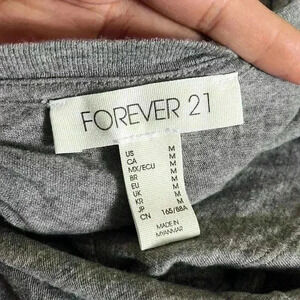 FOREVER 21
US M
CA M
MX/ECU M
BR M
EU M
UK M
KR M
JP M
CN 165/88A
MADE IN
MYANMAR